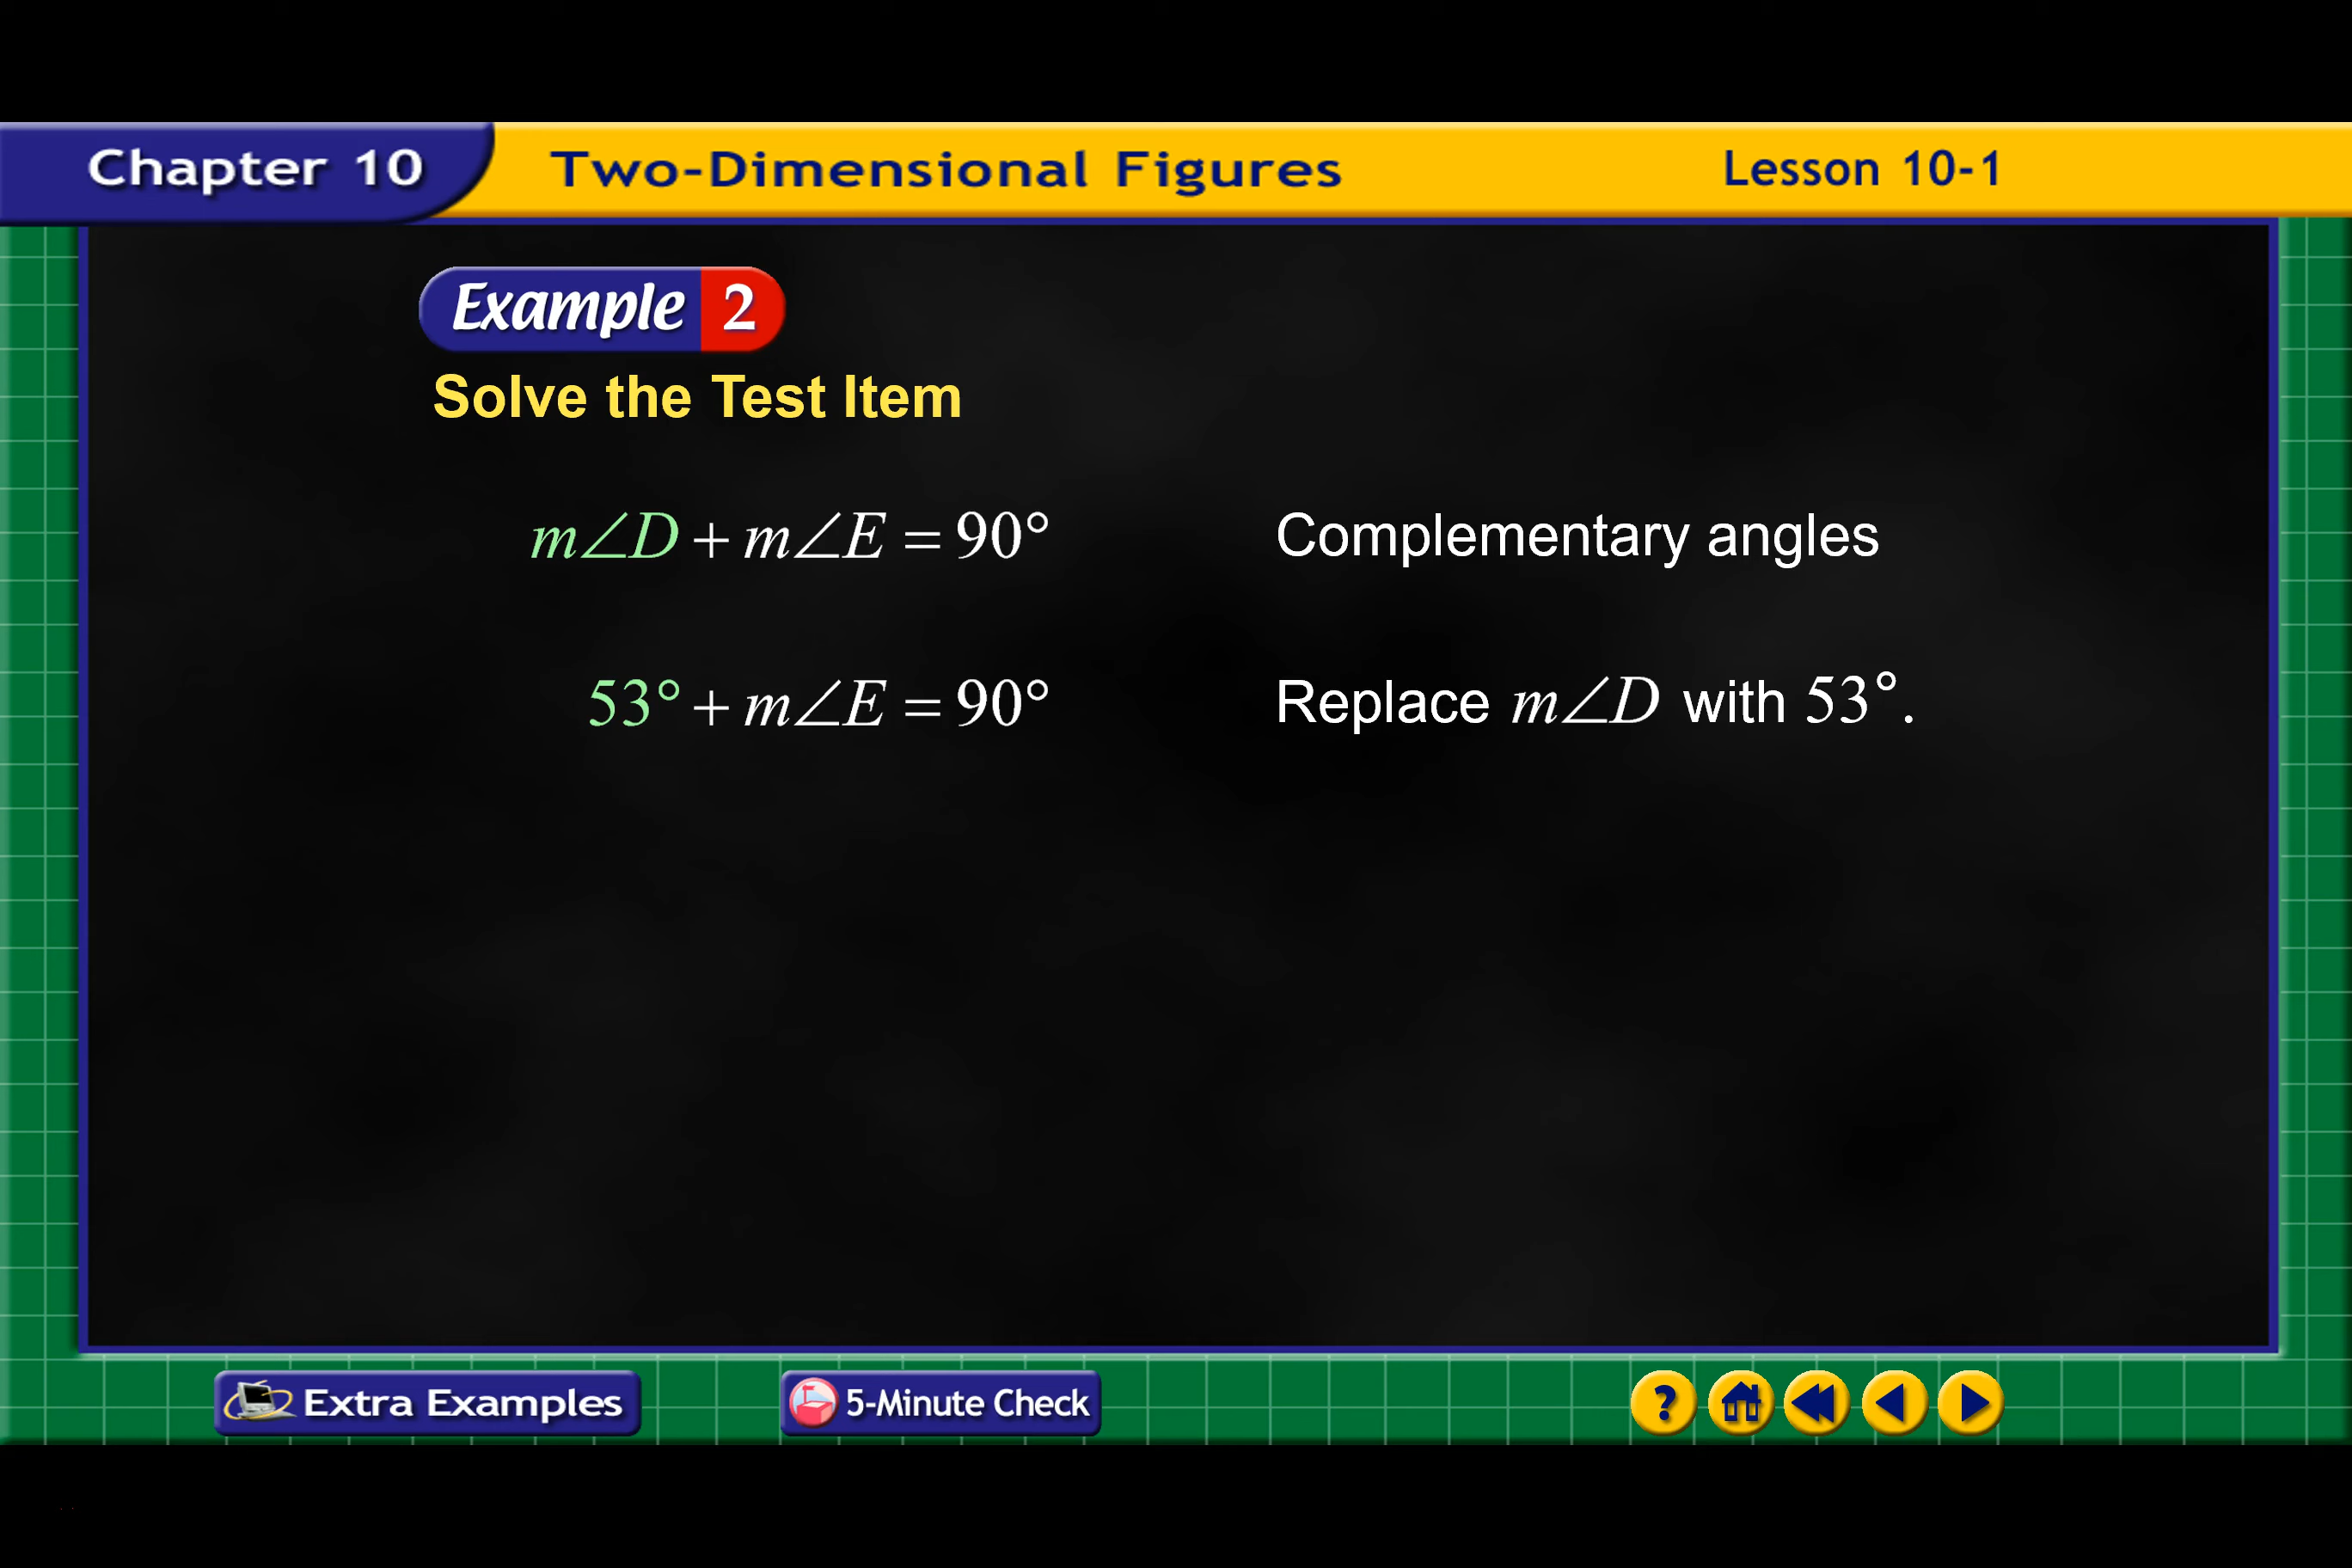 Chapter 10 Two-Dimensional Figures Lesson 10-1
Example 2
Solve the Test Item
m∠D + m∠E = 90° Complementary angles
53° + m∠E = 90° Replace m∠D with 53°.
Extra Examples 5-Minute Check ?